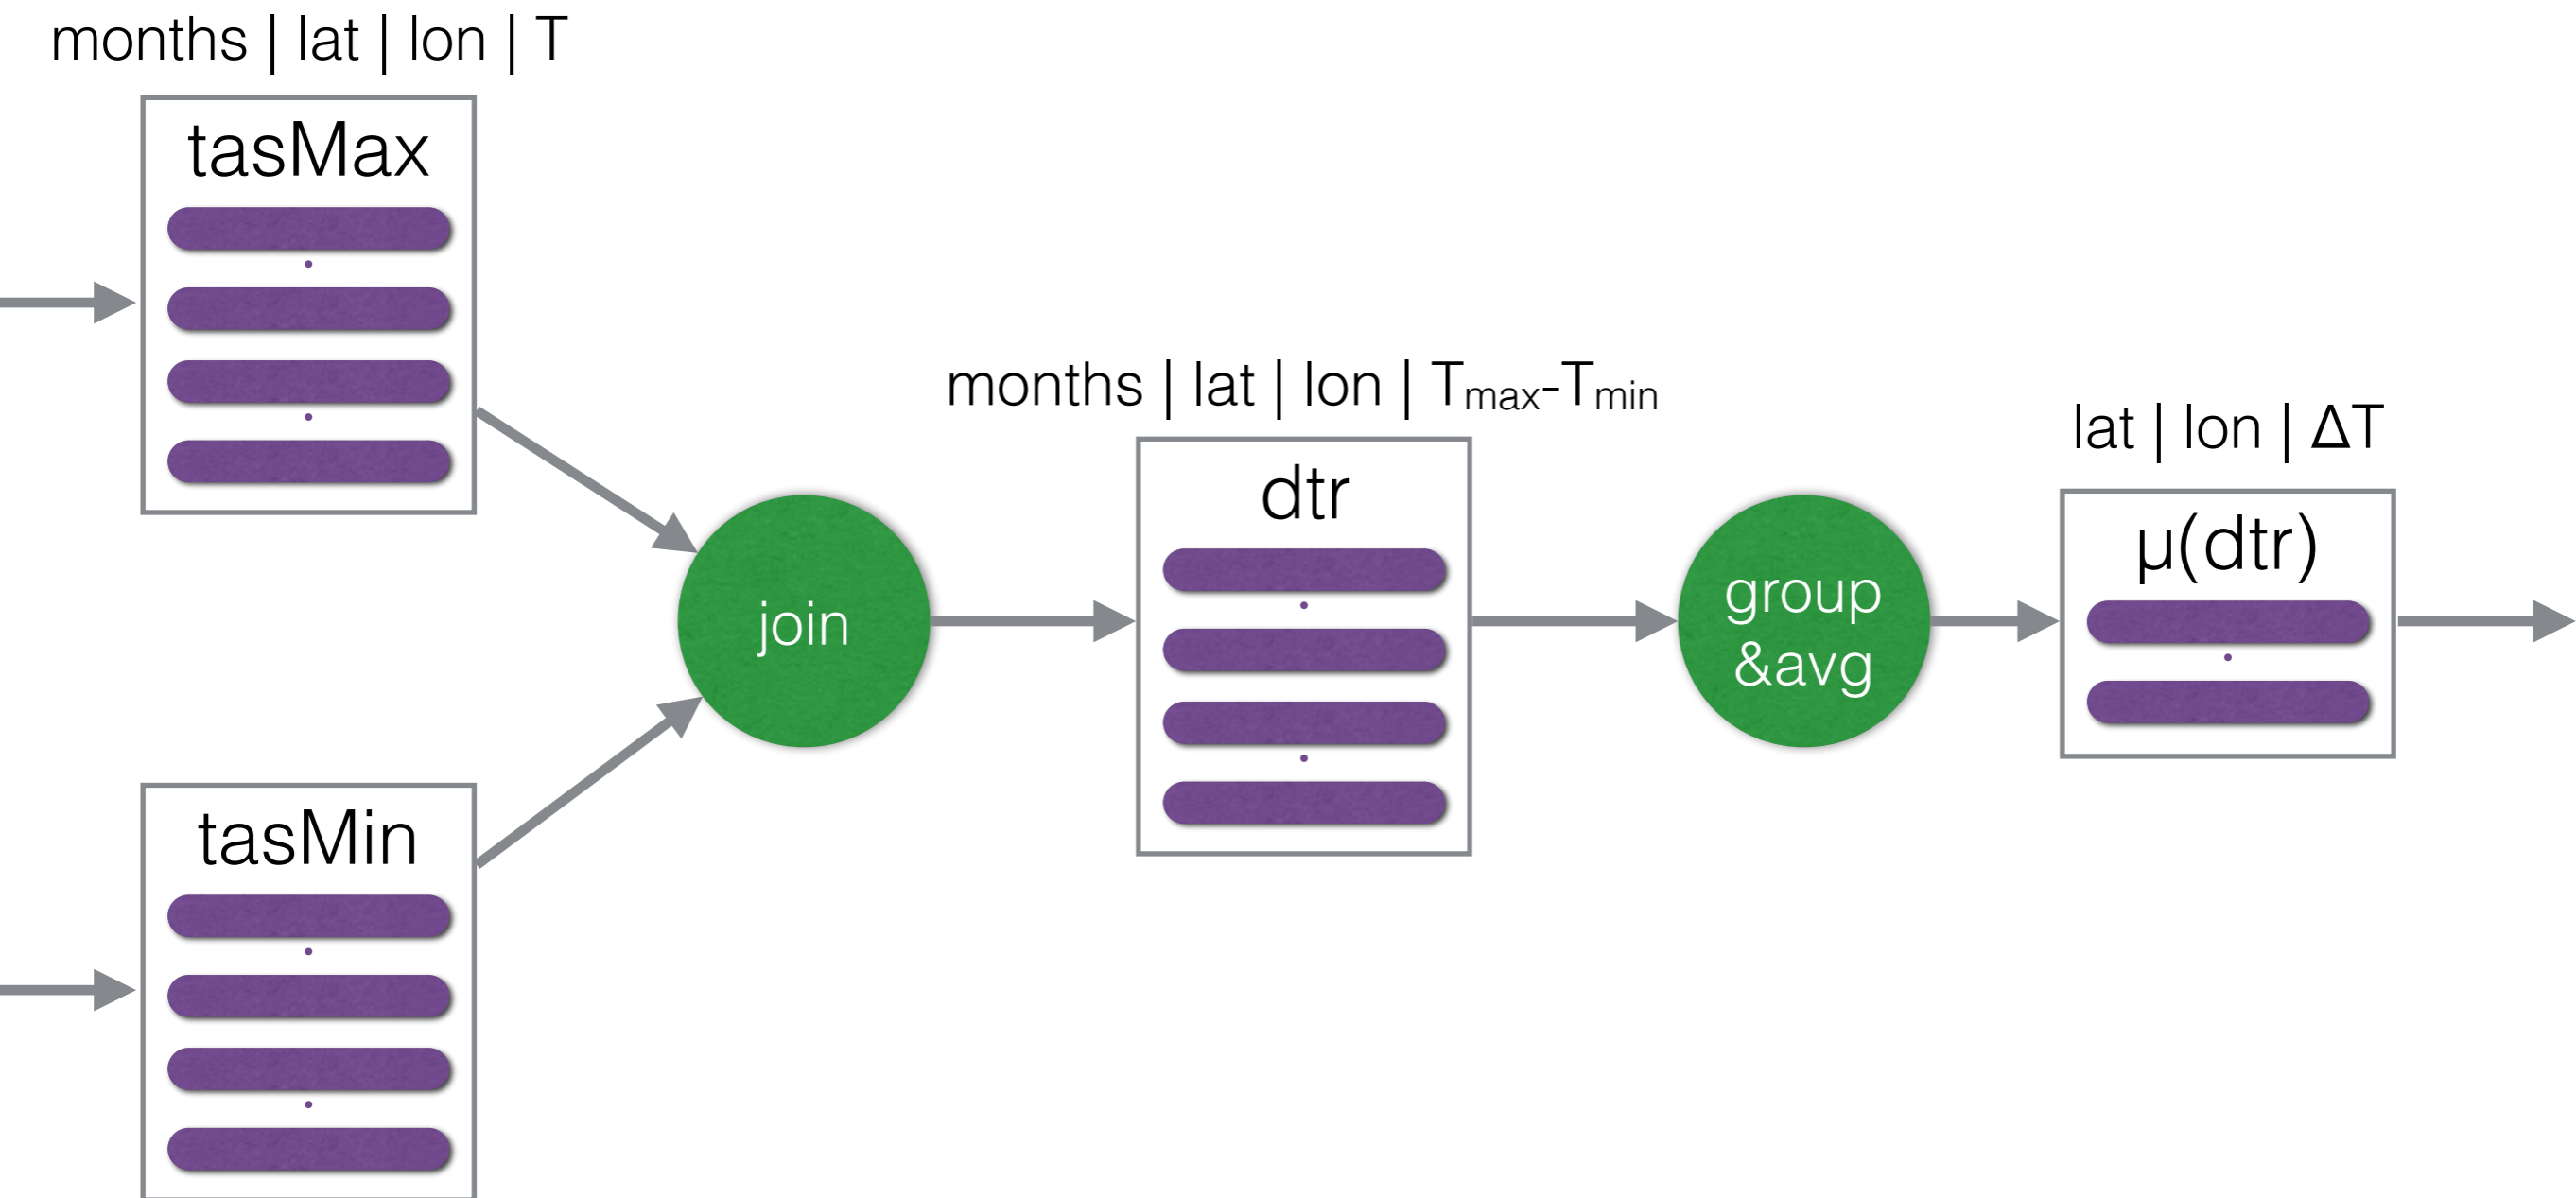 months | lat | lon | T
tasMax
tasMin
join
months | lat | lon | Tmax-Tmin
dtr
group
&avg
lat | lon | ΔT
μ(dtr)